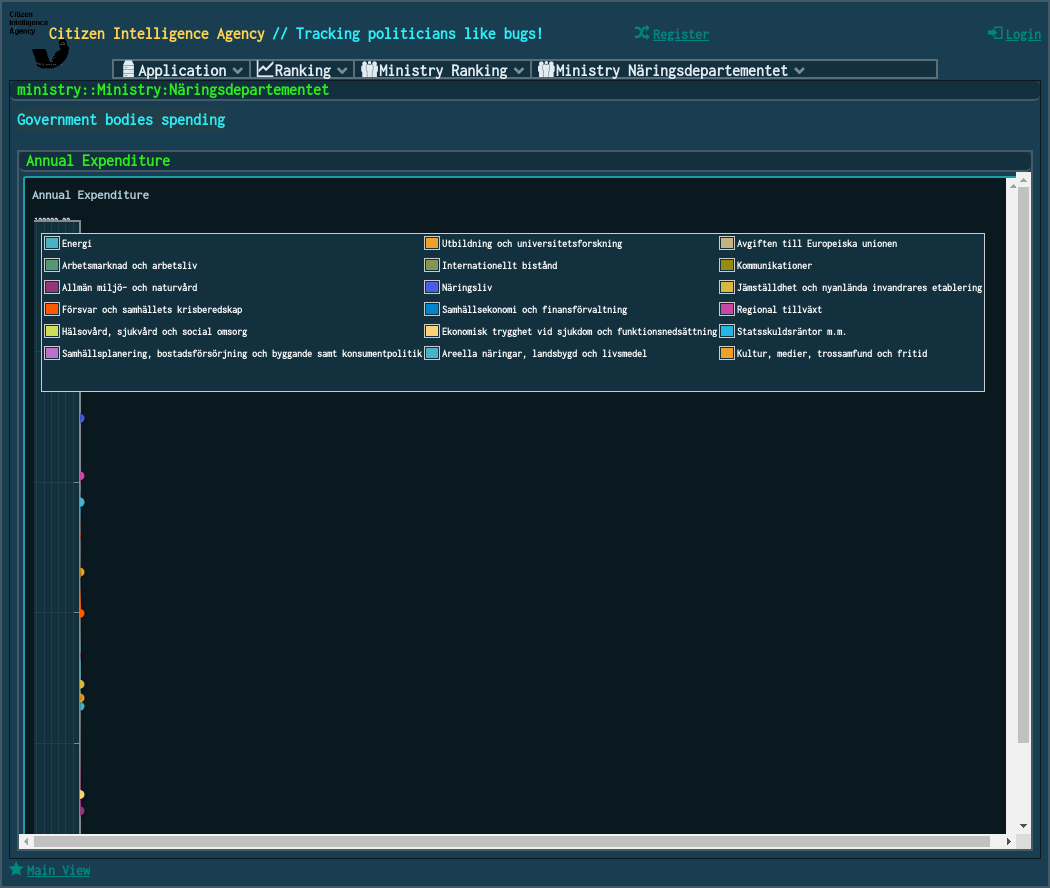 Citizen
Intelligence
Agency
Citizen Intelligence Agency // Tracking politicians like bugs!
Register
Login
Application
Ranking
Ministry Ranking
Ministry Näringsdepartementet
ministry::Ministry:Näringsdepartementet
Government bodies spending
Annual Expenditure
Annual Expenditure
Energi
Utbildning och universitetsforskning
Avgiften till Europeiska unionen
Arbetsmarknad och arbetsliv
Internationellt bistånd
Kommunikationer
Allmän miljö- och naturvård
Näringsliv
Jämställdhet och nyanlända invandrares etablering
Försvar och samhällets krisberedskap
Samhällsekonomi och finansförvaltning
Regional tillväxt
Hälsovård, sjukvård och social omsorg
Ekonomisk trygghet vid sjukdom och funktionsnedsättning
Statsskuldsräntor m.m.
Samhällsplanering, bostadsförsörjning och byggande samt konsumentpolitik
Areella näringar, landsbygd och livsmedel
Kultur, medier, trossamfund och fritid
Main View